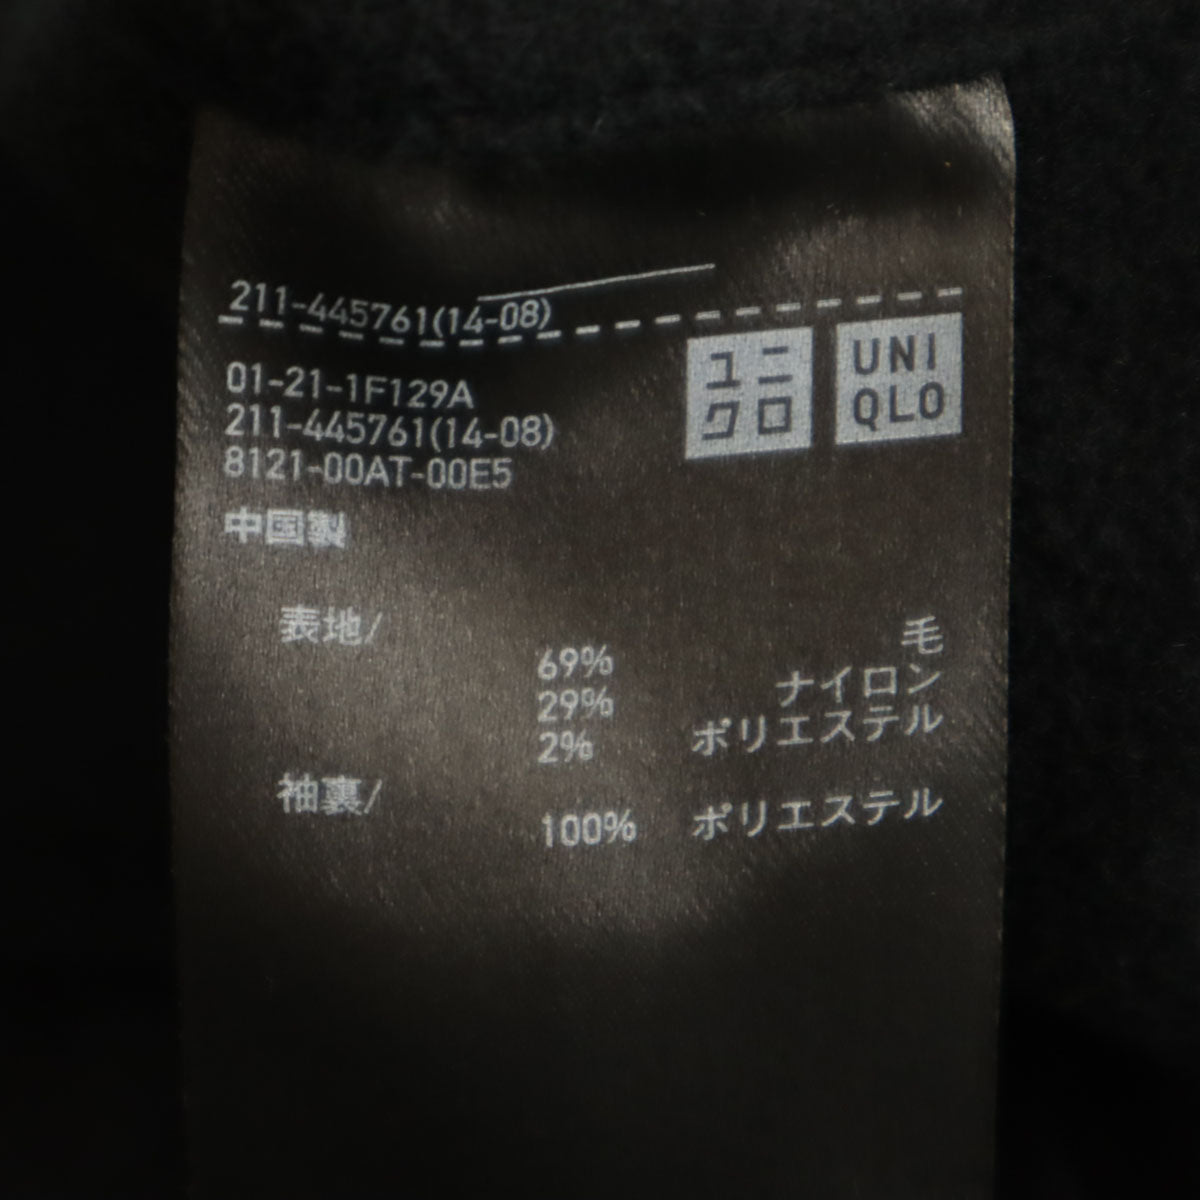 211-445761(14-08)
ユニ
クロ
UNI
QLO
01-21-1F129A
211-445761(14-08)
8121-00AT-00E5
中国製
表地/
69% 毛
29% ナイロン
2% ポリエステル
袖裏/
100% ポリエステル